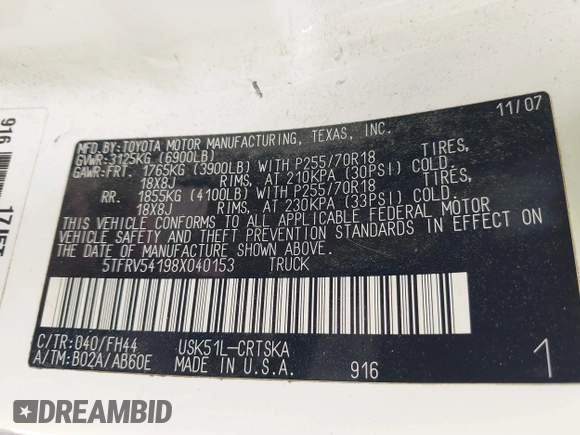 11/07
MFD.BY:TOYOTA MOTOR MANUFACTURING, TEXAS, INC.
GVWR:3125KG (6900LB)
GAWR:FRT. 1765KG (3900LB) WITH P255/70R18 TIRES,
18X8J RIMS, AT 210KPA (30PSI) COLD.
RR. 1855KG (4100LB) WITH P255/70R18 TIRES,
18X8J RIMS, AT 230KPA (33PSI) COLD.
THIS VEHICLE CONFORMS TO ALL APPLICABLE FEDERAL MOTOR
VEHICLE SAFETY AND THEFT PREVENTION STANDARDS IN EFFECT ON
THE DATE OF MANUFACTURE SHOWN ABOVE.
5TFRV54198X040153 TRUCK
C/TR:040/FH44 USK51L-CRTSKA
A/TM:B02A/AB60E MADE IN U.S.A. 916
1
916
DREAMBID
dreambid.com